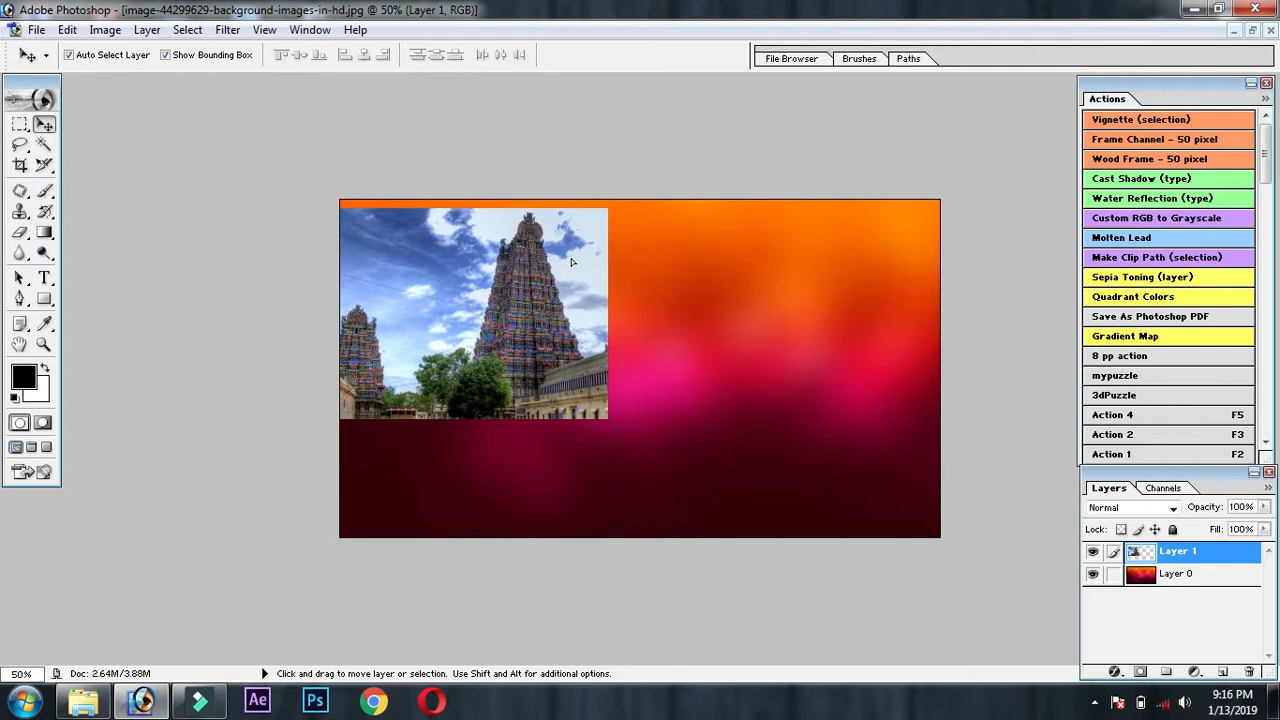 Adobe Photoshop - [image-44299629-background-images-in-hd.jpg @ 50% (Layer 1, RGB)]
File Edit Image Layer Select Filter View Window Help
Auto Select Layer Show Bounding Box
File Browser Brushes Paths
Actions
Vignette (selection)
Frame Channel - 50 pixel
Wood Frame - 50 pixel
Cast Shadow (type)
Water Reflection (type)
Custom RGB to Grayscale
Molten Lead
Make Clip Path (selection)
Sepia Toning (layer)
Quadrant Colors
Save As Photoshop PDF
Gradient Map
8 pp action
mypuzzle
3dPuzzle
Action 4 F5
Action 2 F3
Action 1 F2
Layers Channels
Normal Opacity: 100%
Lock: Fill: 100%
Layer 1
Layer 0
50% Doc: 2.64M/3.88M Click and drag to move layer or selection. Use Shift and Alt for additional options.
Ae Ps
9:16 PM
1/13/2019